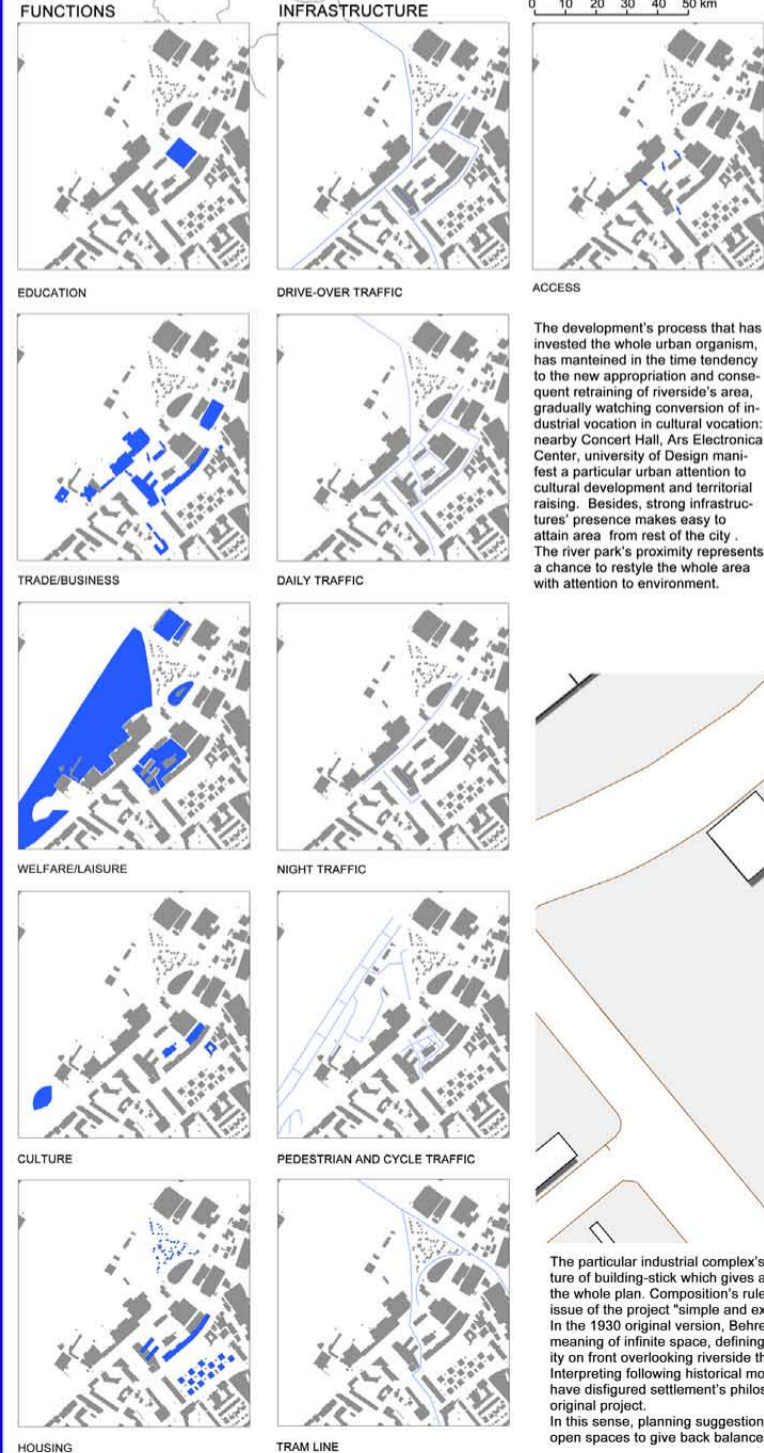 FUNCTIONS
INFRASTRUCTURE
0 10 20 30 40 50 km
EDUCATION
DRIVE-OVER TRAFFIC
ACCESS
TRADE/BUSINESS
DAILY TRAFFIC
The development's process that has
invested the whole urban organism,
has manteined in the time tendency
to the new appropriation and conse-
quent retraining of riverside's area,
gradually watching conversion of in-
dustrial vocation in cultural vocation:
nearby Concert Hall, Ars Electronica
Center, university of Design mani-
fest a particular urban attention to
cultural development and territorial
raising. Besides, strong infrastruc-
tures' presence makes easy to
attain area from rest of the city .
The river park's proximity represents
a chance to restyle the whole area
with attention to environment.
WELFARE/LAISURE
NIGHT TRAFFIC
CULTURE
PEDESTRIAN AND CYCLE TRAFFIC
HOUSING
TRAM LINE
The particular industrial complex's
ture of building-stick which gives a
the whole plan. Composition's rule
issue of the project "simple and ex
In the 1930 original version, Behre
meaning of infinite space, defining
ity on front overlooking riverside th
Interpreting following historical mo
have disfigured settlement's philos
original project.
In this sense, planning suggestion
open spaces to give back balance